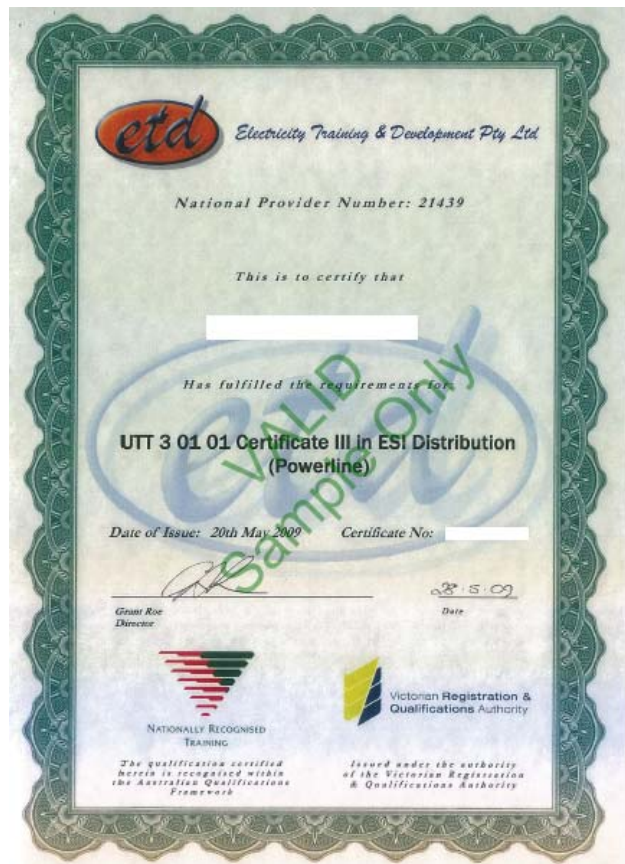 etd
Electricity Training & Development Pty Ltd
National Provider Number: 21439
This is to certify that
Has fulfilled the requirements for:
UTT 3 01 01 Certificate III in ESI Distribution
(Powerline)
VALID
Sample Only
Date of Issue: 20th May 2009 Certificate No:
28.5.09
Grant Roe
Director
Date
NATIONALLY RECOGNISED
TRAINING
The qualification certified
herein is recognised within
the Australian Qualifications
Framework
Victorian Registration &
Qualifications Authority
Issued under the authority
of the Victorian Registration
& Qualifications Authority